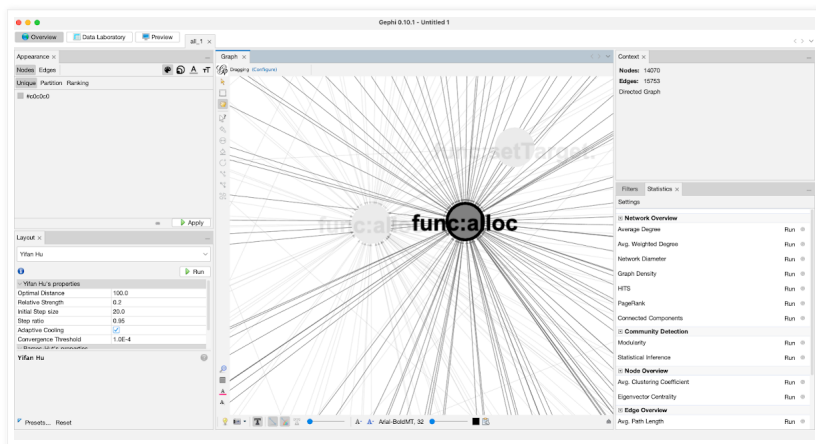 Gephi 0.10.1 - Untitled 1
Overview
Data Laboratory
Preview
all_1 ×
Appearance ×
Nodes Edges
Unique Partition Ranking
#c0c0c0
Apply
Layout ×
Yifan Hu
Run
Yifan Hu's properties
Optimal Distance 100.0
Relative Strength 0.2
Initial Step size 20.0
Step ratio 0.95
Adaptive Cooling
Convergence Threshold 1.0E-4
Yifan Hu
Presets... Reset
Graph ×
Dragging (Configure)
func:setTarget.
func:alloc
Arial-BoldMT, 32
Context ×
Nodes: 14070
Edges: 15753
Directed Graph
Filters Statistics ×
Settings
Network Overview
Average Degree Run
Avg. Weighted Degree Run
Network Diameter Run
Graph Density Run
HITS Run
PageRank Run
Connected Components Run
Community Detection
Modularity Run
Statistical Inference Run
Node Overview
Avg. Clustering Coefficient Run
Eigenvector Centrality Run
Edge Overview
Avg. Path Length Run